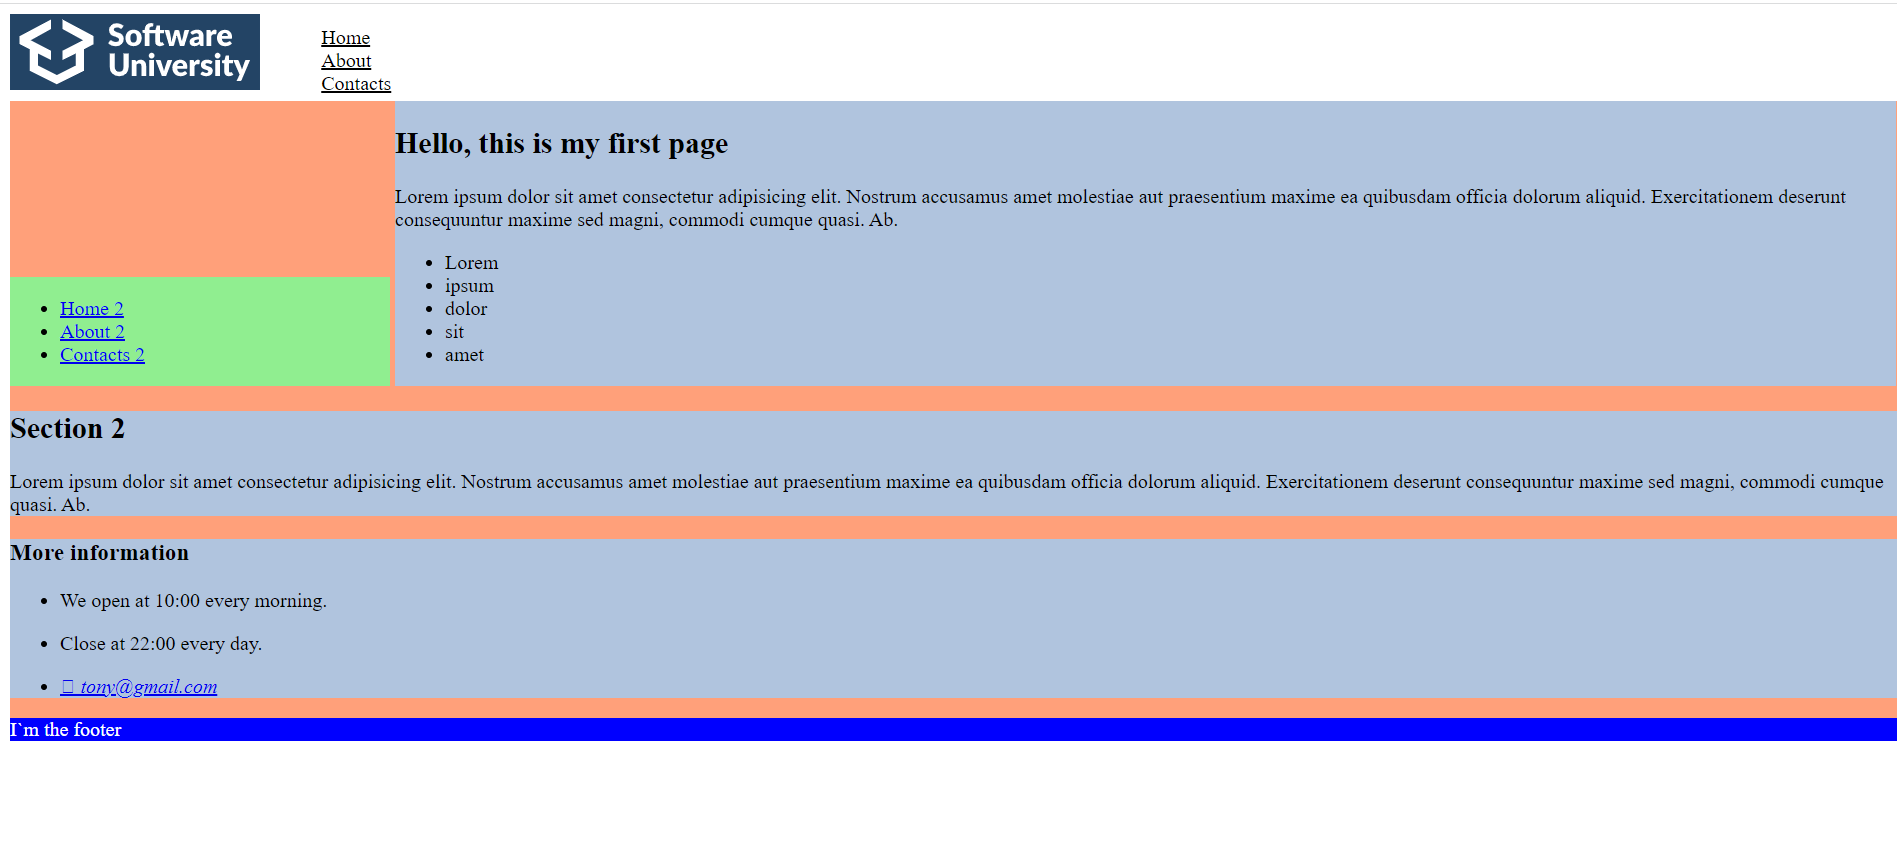 Software
University
Home
About
Contacts
Hello, this is my first page
Lorem ipsum dolor sit amet consectetur adipisicing elit. Nostrum accusamus amet molestiae aut praesentium maxime ea quibusdam officia dolorum aliquid. Exercitationem deserunt
consequuntur maxime sed magni, commodi cumque quasi. Ab.
Lorem
ipsum
dolor
sit
amet
Home 2
About 2
Contacts 2
Section 2
Lorem ipsum dolor sit amet consectetur adipisicing elit. Nostrum accusamus amet molestiae aut praesentium maxime ea quibusdam officia dolorum aliquid. Exercitationem deserunt consequuntur maxime sed magni, commodi cumque
quasi. Ab.
More information
We open at 10:00 every morning.
Close at 22:00 every day.
tony@gmail.com
I`m the footer